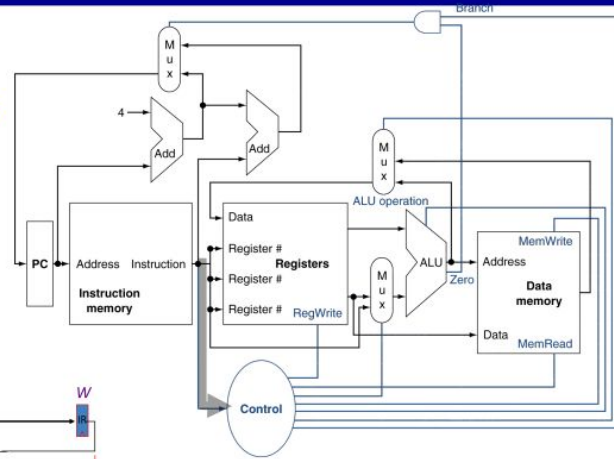 Branch
M
u
x
4
Add
Add
M
u
x
ALU operation
Data
Register #
Registers
Register #
Register #
RegWrite
PC
Address
Instruction
Instruction
memory
M
u
x
ALU
Zero
MemWrite
Address
Data
memory
Data
MemRead
Control
W
IR